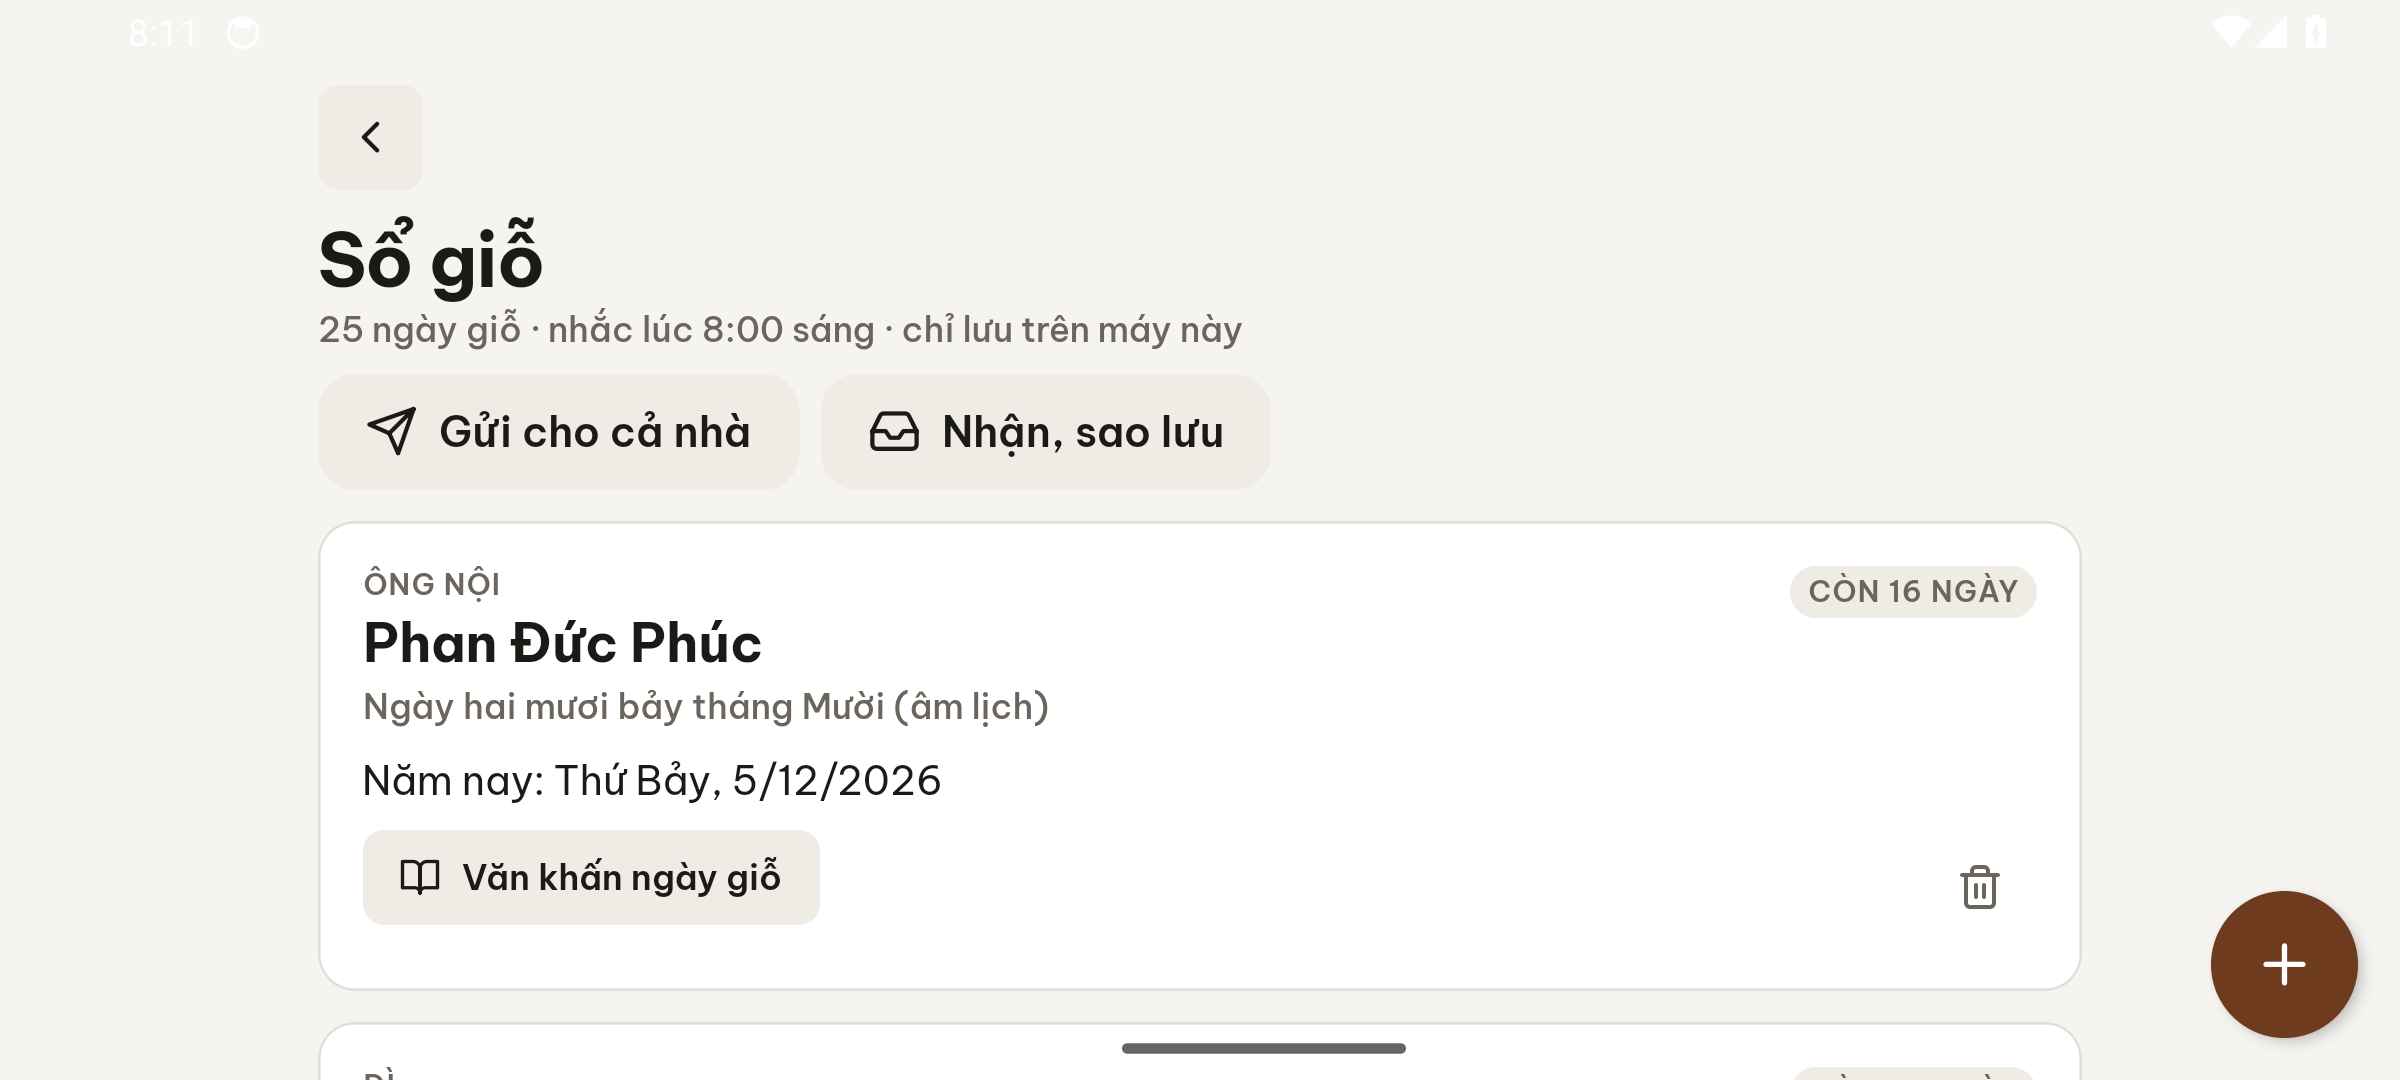 8:11
Sổ giỗ
25 ngày giỗ · nhắc lúc 8:00 sáng · chỉ lưu trên máy này
Gửi cho cả nhà
Nhận, sao lưu
ÔNG NỘI
CÒN 16 NGÀY
Phan Đức Phúc
Ngày hai mươi bảy tháng Mười (âm lịch)
Năm nay: Thứ Bảy, 5/12/2026
Văn khấn ngày giỗ